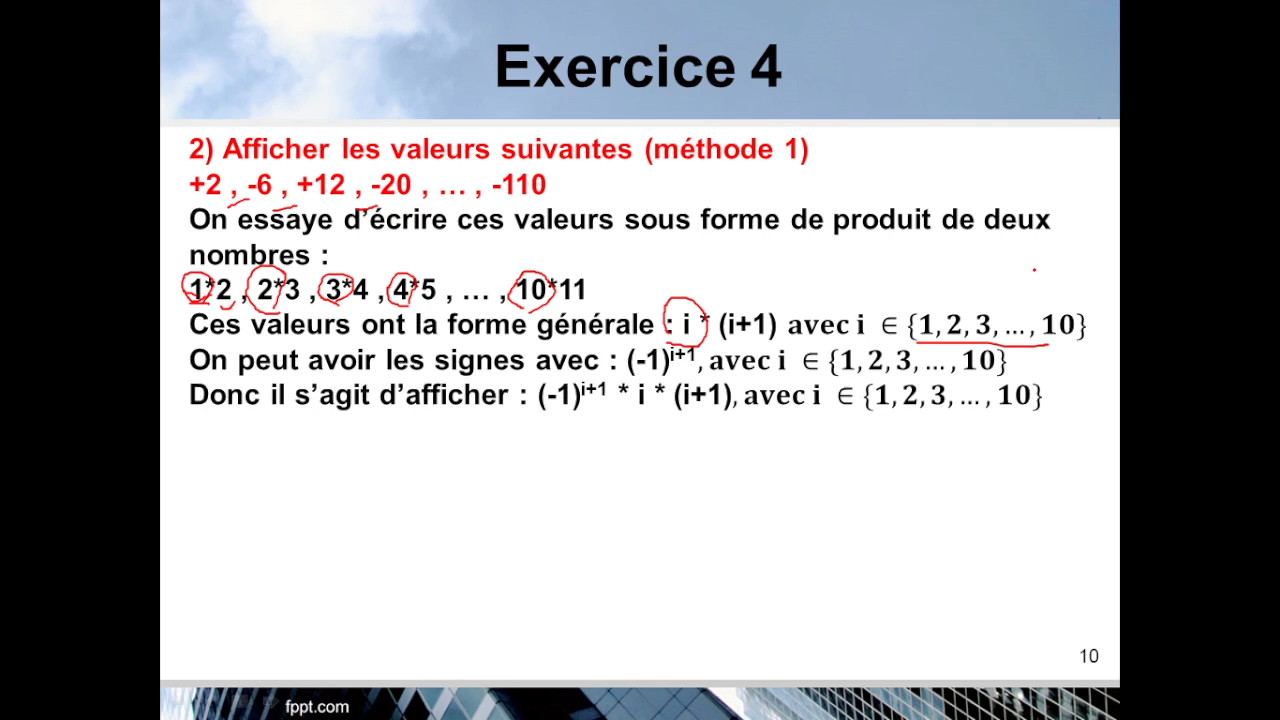 Exercice 4
2) Afficher les valeurs suivantes (méthode 1)
+2 , -6 , +12 , -20 , … , -110
On essaye d’écrire ces valeurs sous forme de produit de deux
nombres :
1*2 , 2*3 , 3*4 , 4*5 , … , 10*11
Ces valeurs ont la forme générale : i * (i+1) avec i ∈ {1, 2, 3, … , 10}
On peut avoir les signes avec : (-1)ⁱ⁺¹, avec i ∈ {1, 2, 3, … , 10}
Donc il s’agit d’afficher : (-1)ⁱ⁺¹ * i * (i+1), avec i ∈ {1, 2, 3, … , 10}
10
fppt.com